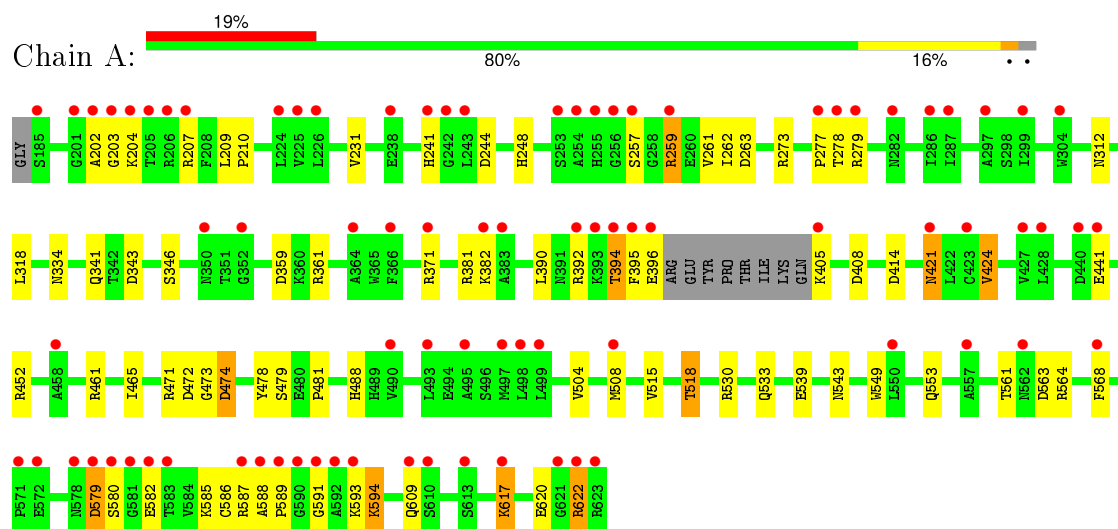 19%
Chain A:
80% 16% • •
GLY S185 G201 A202 G203 K204 T205 R206 R207 F208 L209 P210 L224 V225 L226 V231 E238 H241 G242 L243 D244 H248 S253 A254 H255 G256 S257 G258 R259 E260 V261 I262 D263 R273 P277 T278 R279 N282 I286 I287 A297 S298 I299 W304 N312
L318 N334 Q341 T342 D343 S346 N350 T351 G352 D359 K360 R361 A364 W365 F366 R371 R381 K382 A383 L390 N391 R392 K393 T394 F395 E396 ARG GLU TYR PRO THR ILE LYS GLN K405 D408 D414 N421 L422 C423 V424 V427 L428 D440 E441
R452 A458 R461 I465 R471 D472 G473 D474 Y478 S479 E480 P481 H488 H489 V490 L493 E494 A495 S496 M497 L498 L499 V504 M508 V515 T518 R530 Q533 E539 N543 W549 L550 Q553 A557 T561 N562 D563 R564 F568
P571 E572 N578 D579 S580 G581 E582 T583 V584 K585 C586 R587 A588 P589 G590 G591 A592 K593 K594 Q609 S610 S613 K617 E620 G621 R622 R623